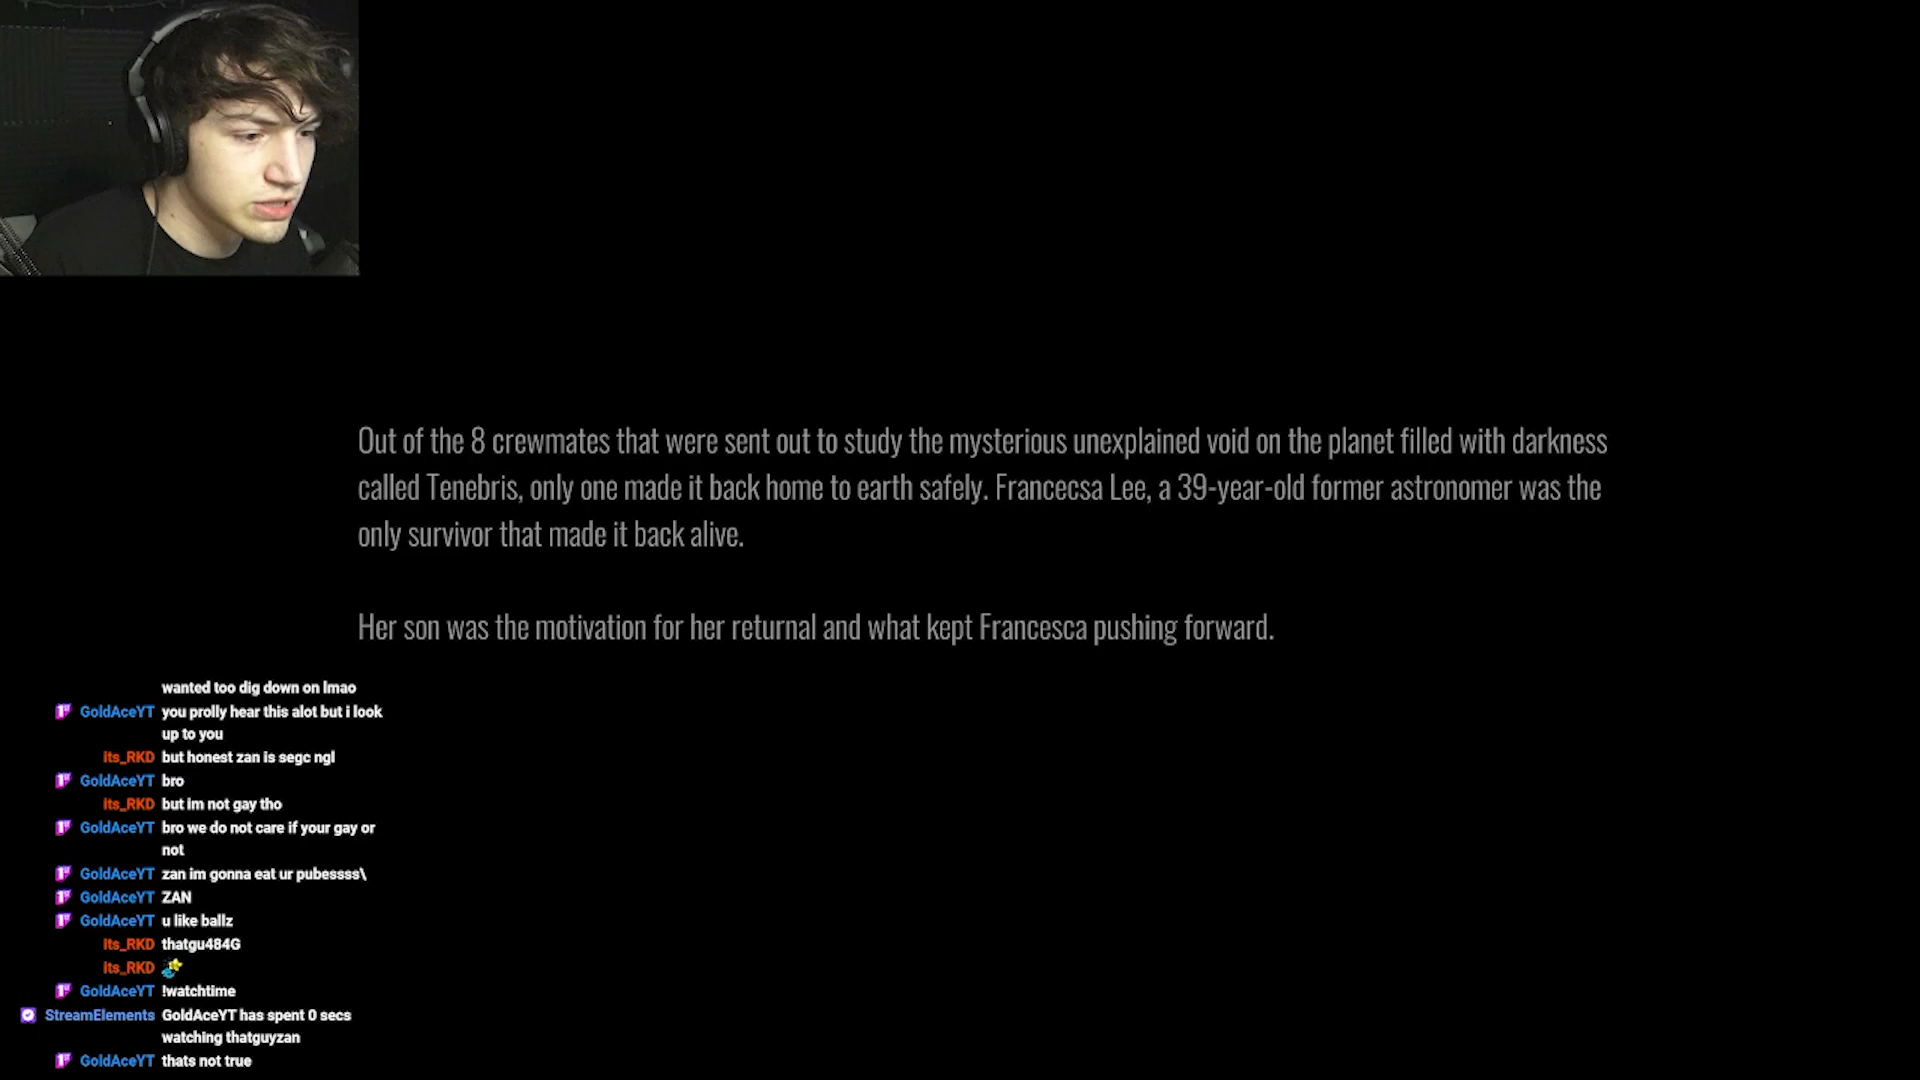 Out of the 8 crewmates that were sent out to study the mysterious unexplained void on the planet filled with darkness
called Tenebris, only one made it back home to earth safely. Francecsa Lee, a 39-year-old former astronomer was the
only survivor that made it back alive.
Her son was the motivation for her returnal and what kept Francesca pushing forward.
wanted too dig down on lmao
GoldAceYT you prolly hear this alot but i look
up to you
its_RKD but honest zan is segc ngl
GoldAceYT bro
its_RKD but im not gay tho
GoldAceYT bro we do not care if your gay or
not
GoldAceYT zan im gonna eat ur pubessss\
GoldAceYT ZAN
GoldAceYT u like ballz
its_RKD thatgu484G
its_RKD
GoldAceYT !watchtime
StreamElements GoldAceYT has spent 0 secs
watching thatguyzan
GoldAceYT thats not true